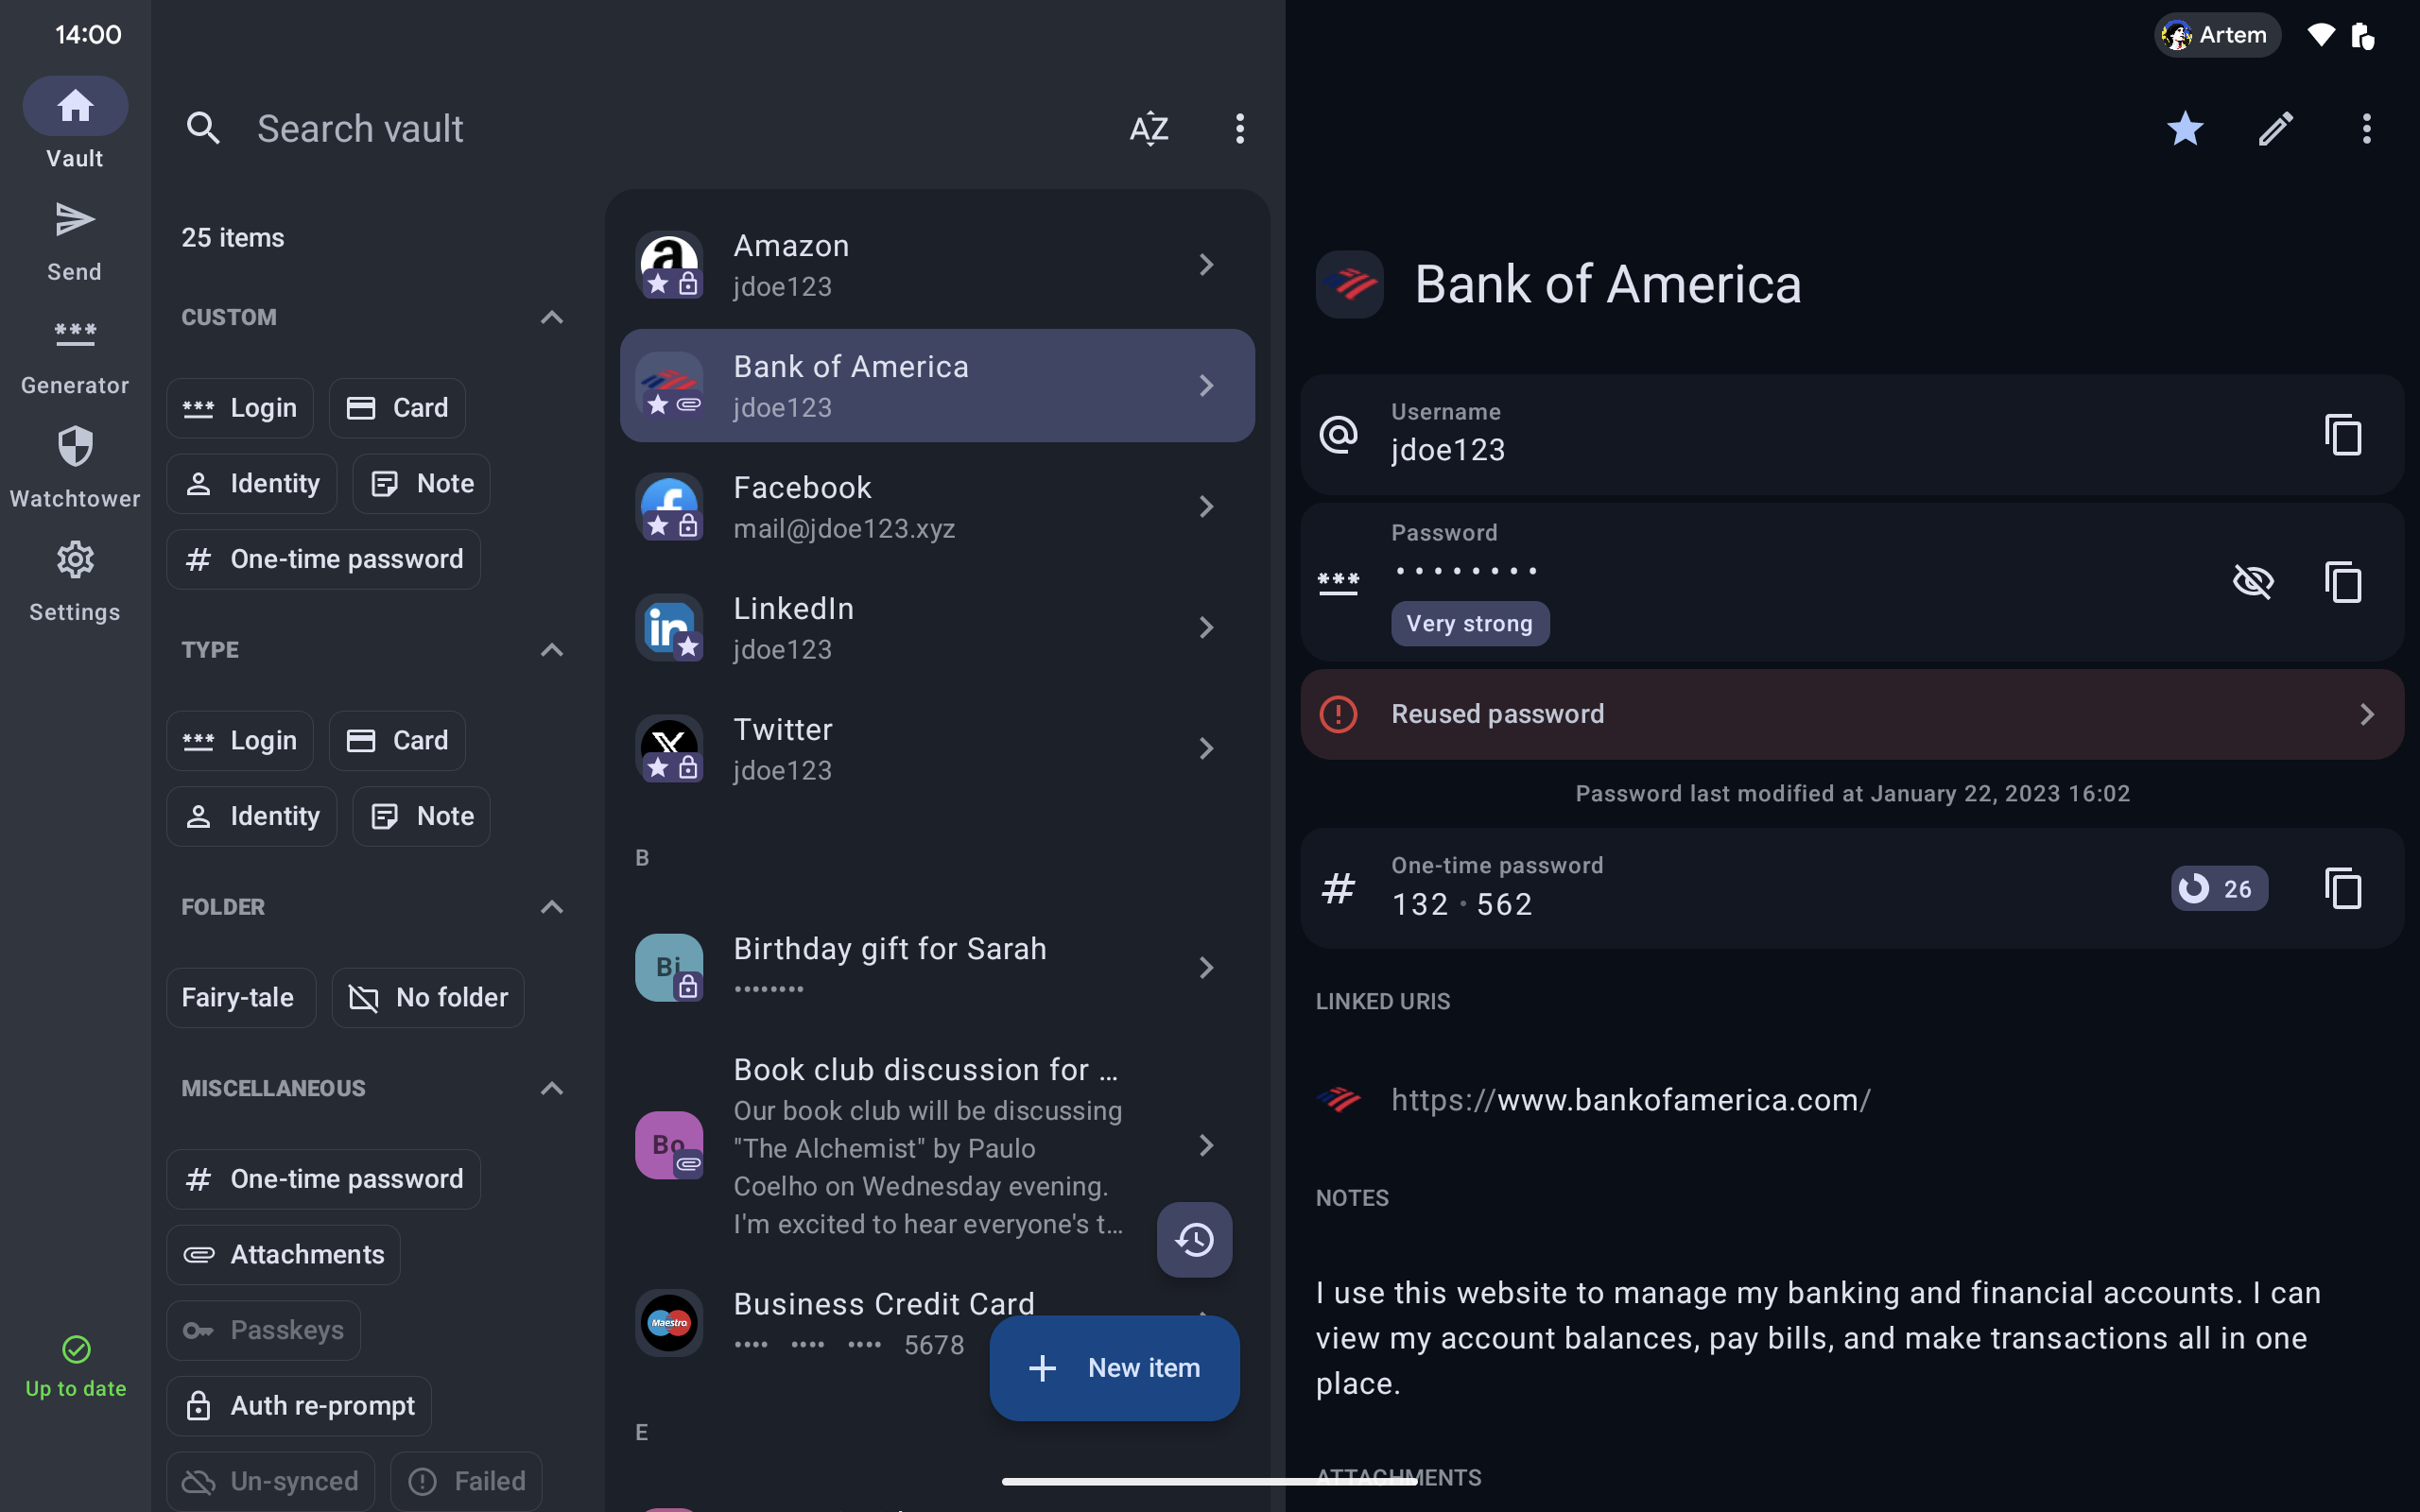 14:00
Artem
Vault
Send
Generator
Watchtower
Settings
Up to date
Search vault
AZ
25 items
CUSTOM
Login
Card
Identity
Note
One-time password
TYPE
Login
Card
Identity
Note
FOLDER
Fairy-tale
No folder
MISCELLANEOUS
One-time password
Attachments
Passkeys
Auth re-prompt
Un-synced
Failed
Amazon
jdoe123
Bank of America
jdoe123
Facebook
mail@jdoe123.xyz
LinkedIn
jdoe123
Twitter
jdoe123
B
Bi
Birthday gift for Sarah
••••••••
Bo
Book club discussion for …
Our book club will be discussing
"The Alchemist" by Paulo
Coelho on Wednesday evening.
I'm excited to hear everyone's t…
Maestro
Business Credit Card
•••• •••• •••• 5678
New item
E
Bank of America
Username
jdoe123
Password
••••••••
Very strong
Reused password
Password last modified at January 22, 2023 16:02
One-time password
132 • 562
26
LINKED URIS
https://www.bankofamerica.com/
NOTES
I use this website to manage my banking and financial accounts. I can
view my account balances, pay bills, and make transactions all in one
place.
ATTACHMENTS